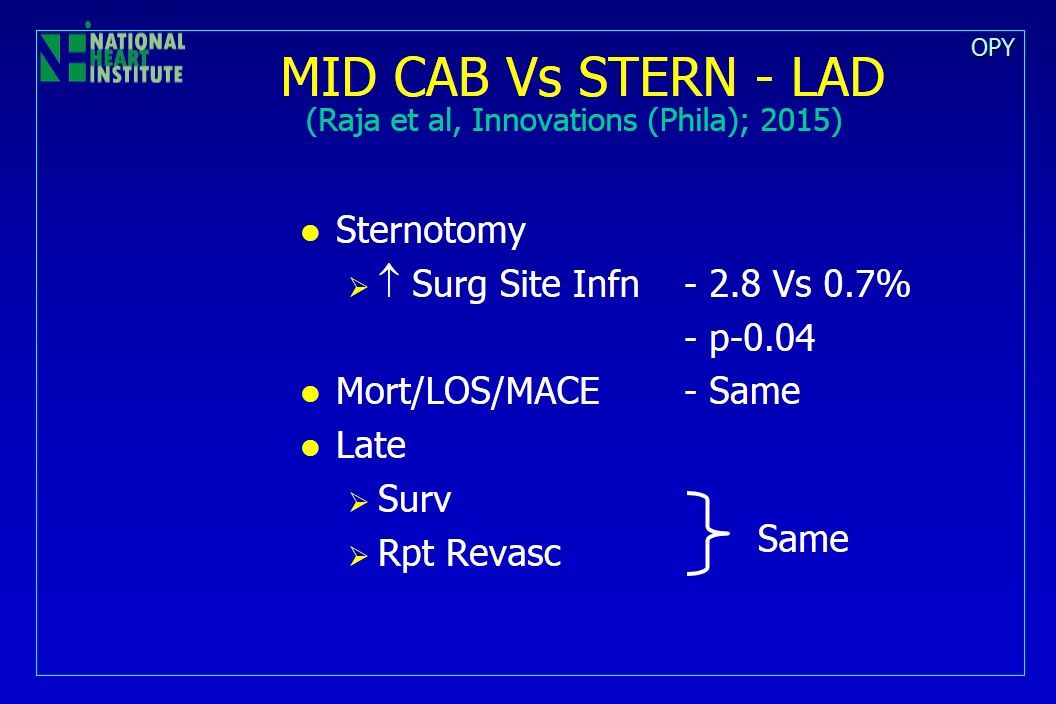 NATIONAL
HEART
INSTITUTE
OPY
MID CAB Vs STERN - LAD
(Raja et al, Innovations (Phila); 2015)
● Sternotomy
➢ ↑ Surg Site Infn - 2.8 Vs 0.7%
- p-0.04
● Mort/LOS/MACE - Same
● Late
➢ Surv
➢ Rpt Revasc
} Same